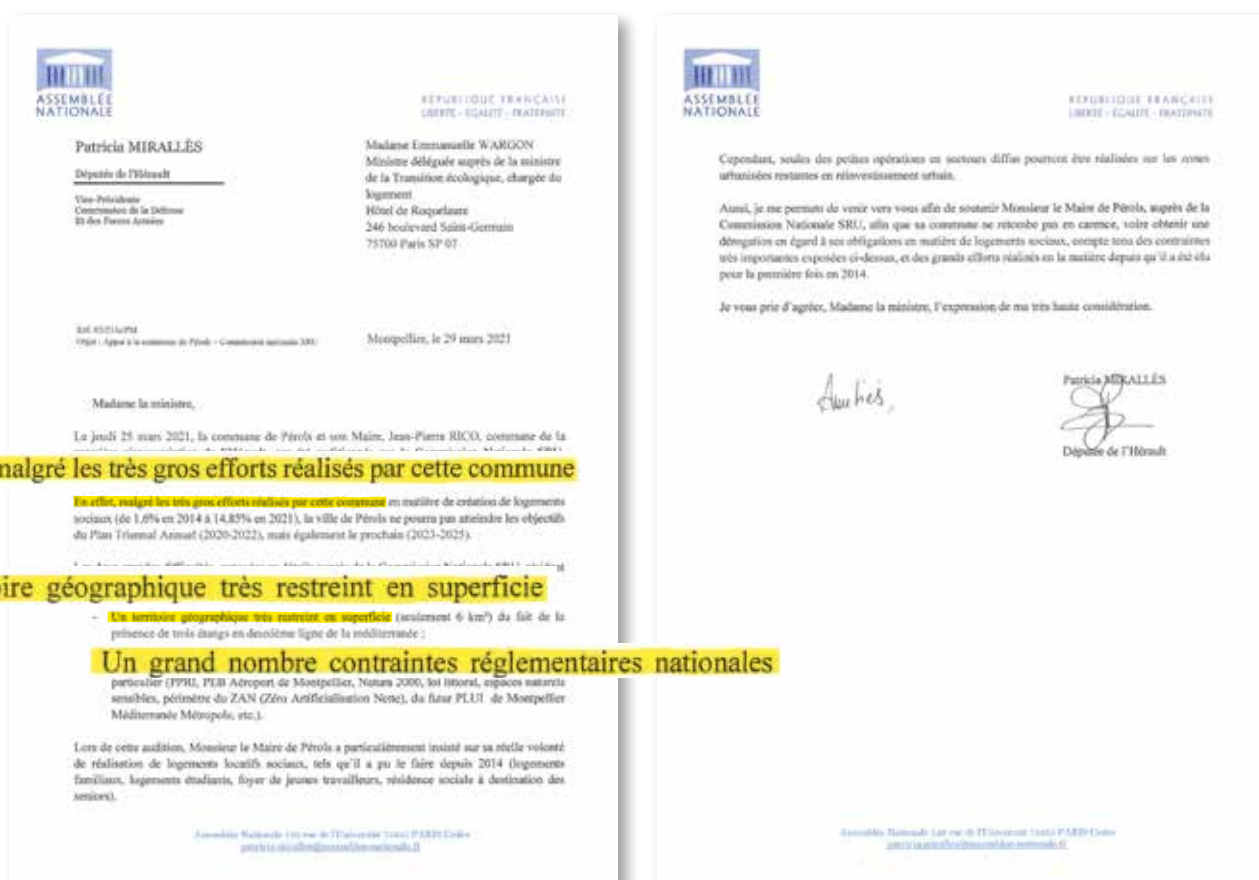 ASSEMBLÉE
NATIONALE
RÉPUBLIQUE FRANÇAISE
LIBERTÉ - ÉGALITÉ - FRATERNITÉ
Patricia MIRALLÈS
Députée de l'Hérault
Vice-Présidente
Commission de la Défense
Et des Forces Armées
Madame Emmanuelle WARGON
Ministre déléguée auprès de la ministre
de la Transition écologique, chargée du
logement
Hôtel de Roquelaure
246 boulevard Saint-Germain
75700 Paris SP 07
Objet : Appui à la commune de Pérols – Commission nationale SRU
Montpellier, le 29 mars 2021
Madame la ministre,
Le jeudi 25 mars 2021, la commune de Pérols et son Maire, Jean-Pierre RICO, commune de la
malgré les très gros efforts réalisés par cette commune
En effet, malgré les très gros efforts réalisés par cette commune en matière de création de logements
sociaux (de 1,6% en 2014 à 14,85% en 2021), la ville de Pérols ne pourra pas atteindre les objectifs
du Plan Triennal Annuel (2020-2022), mais également le prochain (2023-2025).
ire géographique très restreint en superficie
- Un territoire géographique très restreint en superficie (seulement 6 km²) du fait de la
présence de trois étangs en deuxième ligne de la méditerranée ;
Un grand nombre contraintes réglementaires nationales
particulier (PPRI, PEB Aéroport de Montpellier, Natura 2000, loi littoral, espaces naturels
sensibles, périmètre du ZAN (Zéro Artificialisation Nette), du futur PLUI de Montpellier
Méditerranée Métropole, etc.).
Lors de cette audition, Monsieur le Maire de Pérols a particulièrement insisté sur sa réelle volonté
de réalisation de logements locatifs sociaux, tels qu'il a pu le faire depuis 2014 (logements
familiaux, logements étudiants, foyer de jeunes travailleurs, résidence sociale à destination des
seniors).
ASSEMBLÉE
NATIONALE
RÉPUBLIQUE FRANÇAISE
LIBERTÉ - ÉGALITÉ - FRATERNITÉ
Cependant, seules des petites opérations en secteurs diffus pourront être réalisées sur les zones
urbanisées restantes en réinvestissement urbain.
Aussi, je me permets de venir vers vous afin de soutenir Monsieur le Maire de Pérols, auprès de la
Commission Nationale SRU, afin que sa commune ne retombe pas en carence, voire obtenir une
dérogation en égard à ses obligations en matière de logements sociaux, compte tenu des contraintes
très importantes exposées ci-dessus, et des grands efforts réalisés en la matière depuis qu'il a été élu
pour la première fois en 2014.
Je vous prie d'agréer, Madame la ministre, l'expression de ma très haute considération.
Amitiés,
Patricia MIRALLÈS
Députée de l'Hérault